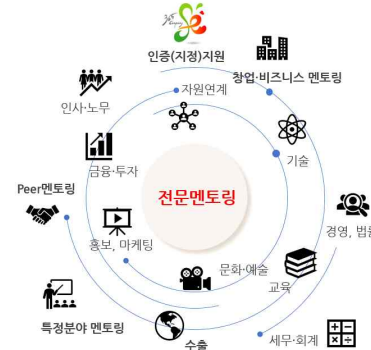 인증(지정)지원
창업·비즈니스 멘토링
자원연계
인사·노무
기술
금융·투자
Peer멘토링
전문멘토링
경영, 법률
홍보, 마케팅
문화·예술
교육
특정분야 멘토링
수출
세무·회계